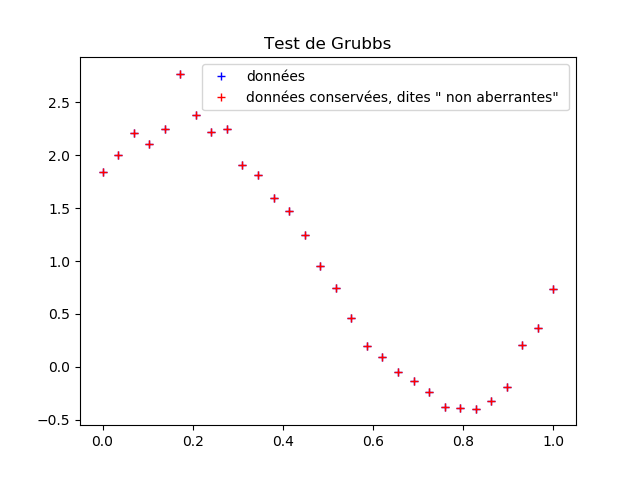 Test de Grubbs
données
données conservées, dites " non aberrantes"
2.5
2.0
1.5
1.0
0.5
0.0
−0.5
0.0 0.2 0.4 0.6 0.8 1.0